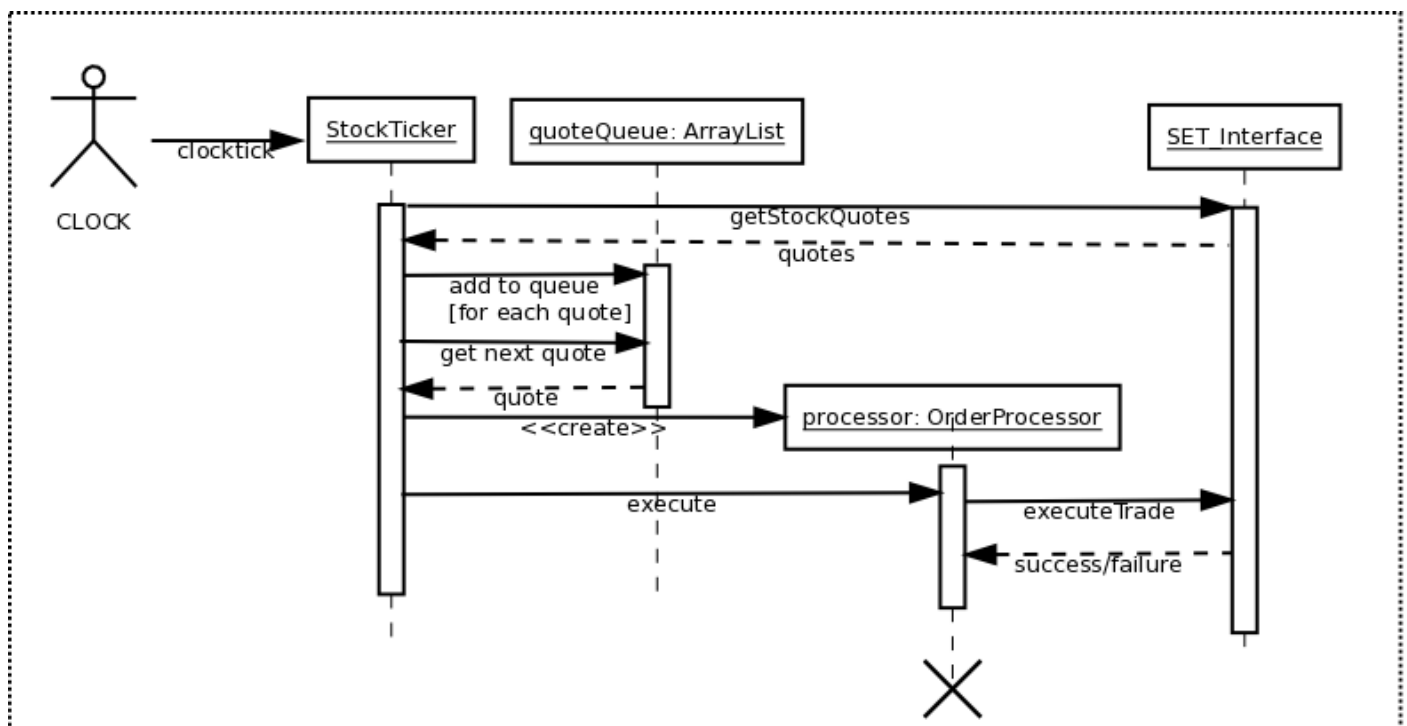 StockTicker
quoteQueue: ArrayList
SET_Interface
clocktick
CLOCK
getStockQuotes
quotes
add to queue
[for each quote]
get next quote
quote
<<create>>
processor: OrderProcessor
execute
executeTrade
success/failure